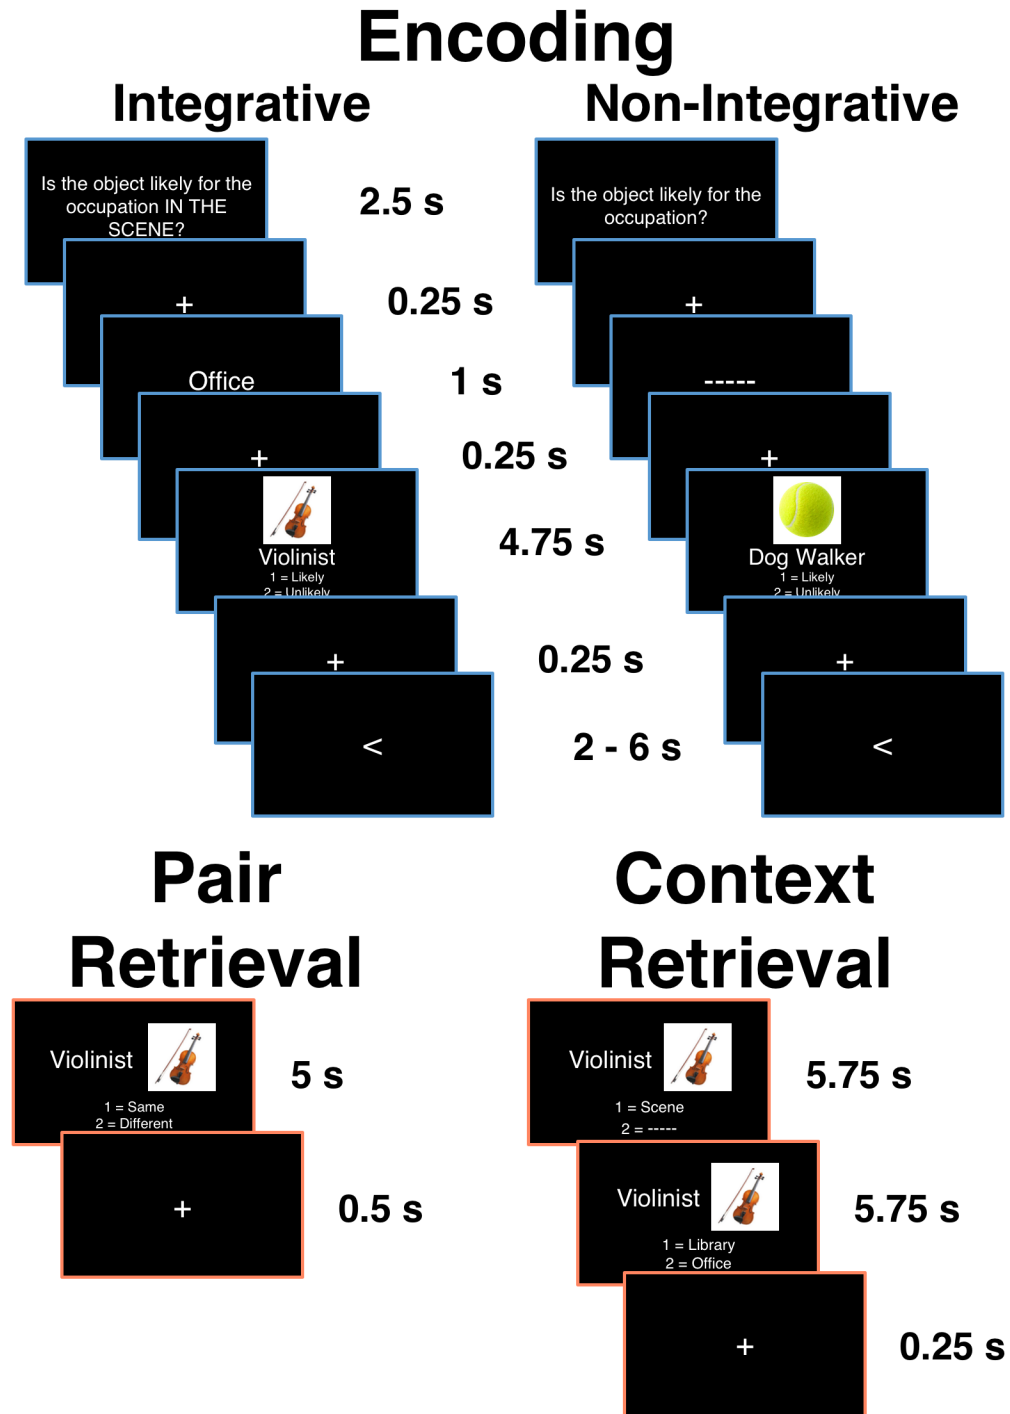 Encoding
Integrative
Non-Integrative
Is the object likely for the
occupation IN THE
SCENE?
2.5 s
Is the object likely for the
occupation?
+
0.25 s
+
Office
1 s
-----
+
0.25 s
+
Violinist
1 = Likely
2 = Unlikely
4.75 s
Dog Walker
1 = Likely
2 = Unlikely
+
0.25 s
+
<
2 - 6 s
<
Pair
Retrieval
Context
Retrieval
Violinist
1 = Same
2 = Different
5 s
+
0.5 s
Violinist
1 = Scene
2 = -----
5.75 s
Violinist
1 = Library
2 = Office
5.75 s
+
0.25 s